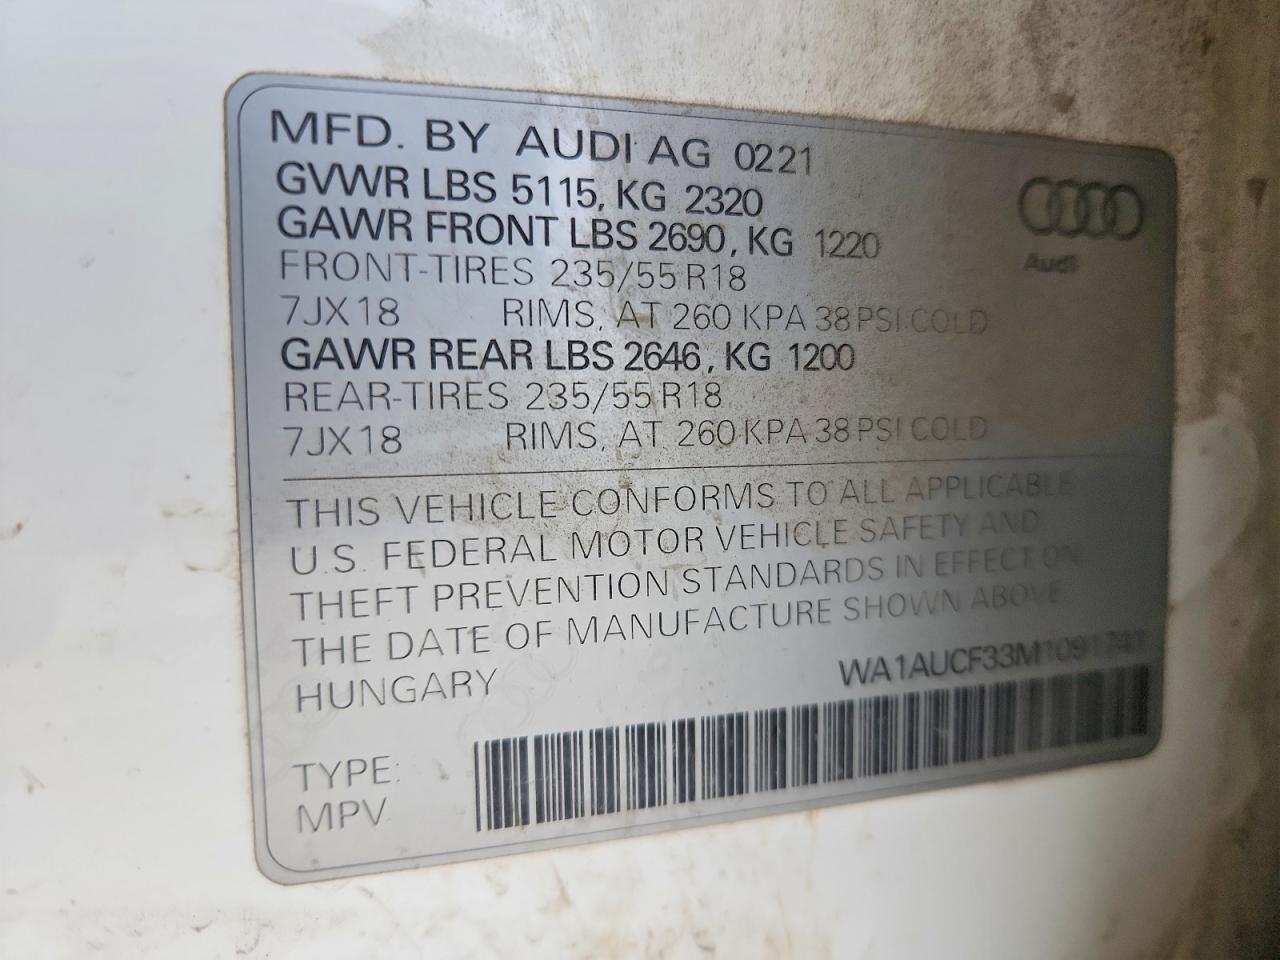 MFD. BY AUDI AG 0221
GVWR LBS 5115, KG 2320
GAWR FRONT LBS 2690, KG 1220
FRONT-TIRES 235/55 R18
7JX18 RIMS, AT 260 KPA 38 PSI COLD
GAWR REAR LBS 2646, KG 1200
REAR-TIRES 235/55 R18
7JX18 RIMS, AT 260 KPA 38 PSI COLD
Audi
THIS VEHICLE CONFORMS TO ALL APPLICABLE
U.S. FEDERAL MOTOR VEHICLE SAFETY AND
THEFT PREVENTION STANDARDS IN EFFECT ON
THE DATE OF MANUFACTURE SHOWN ABOVE
HUNGARY
WA1AUCF33M1091741
TYPE:
MPV